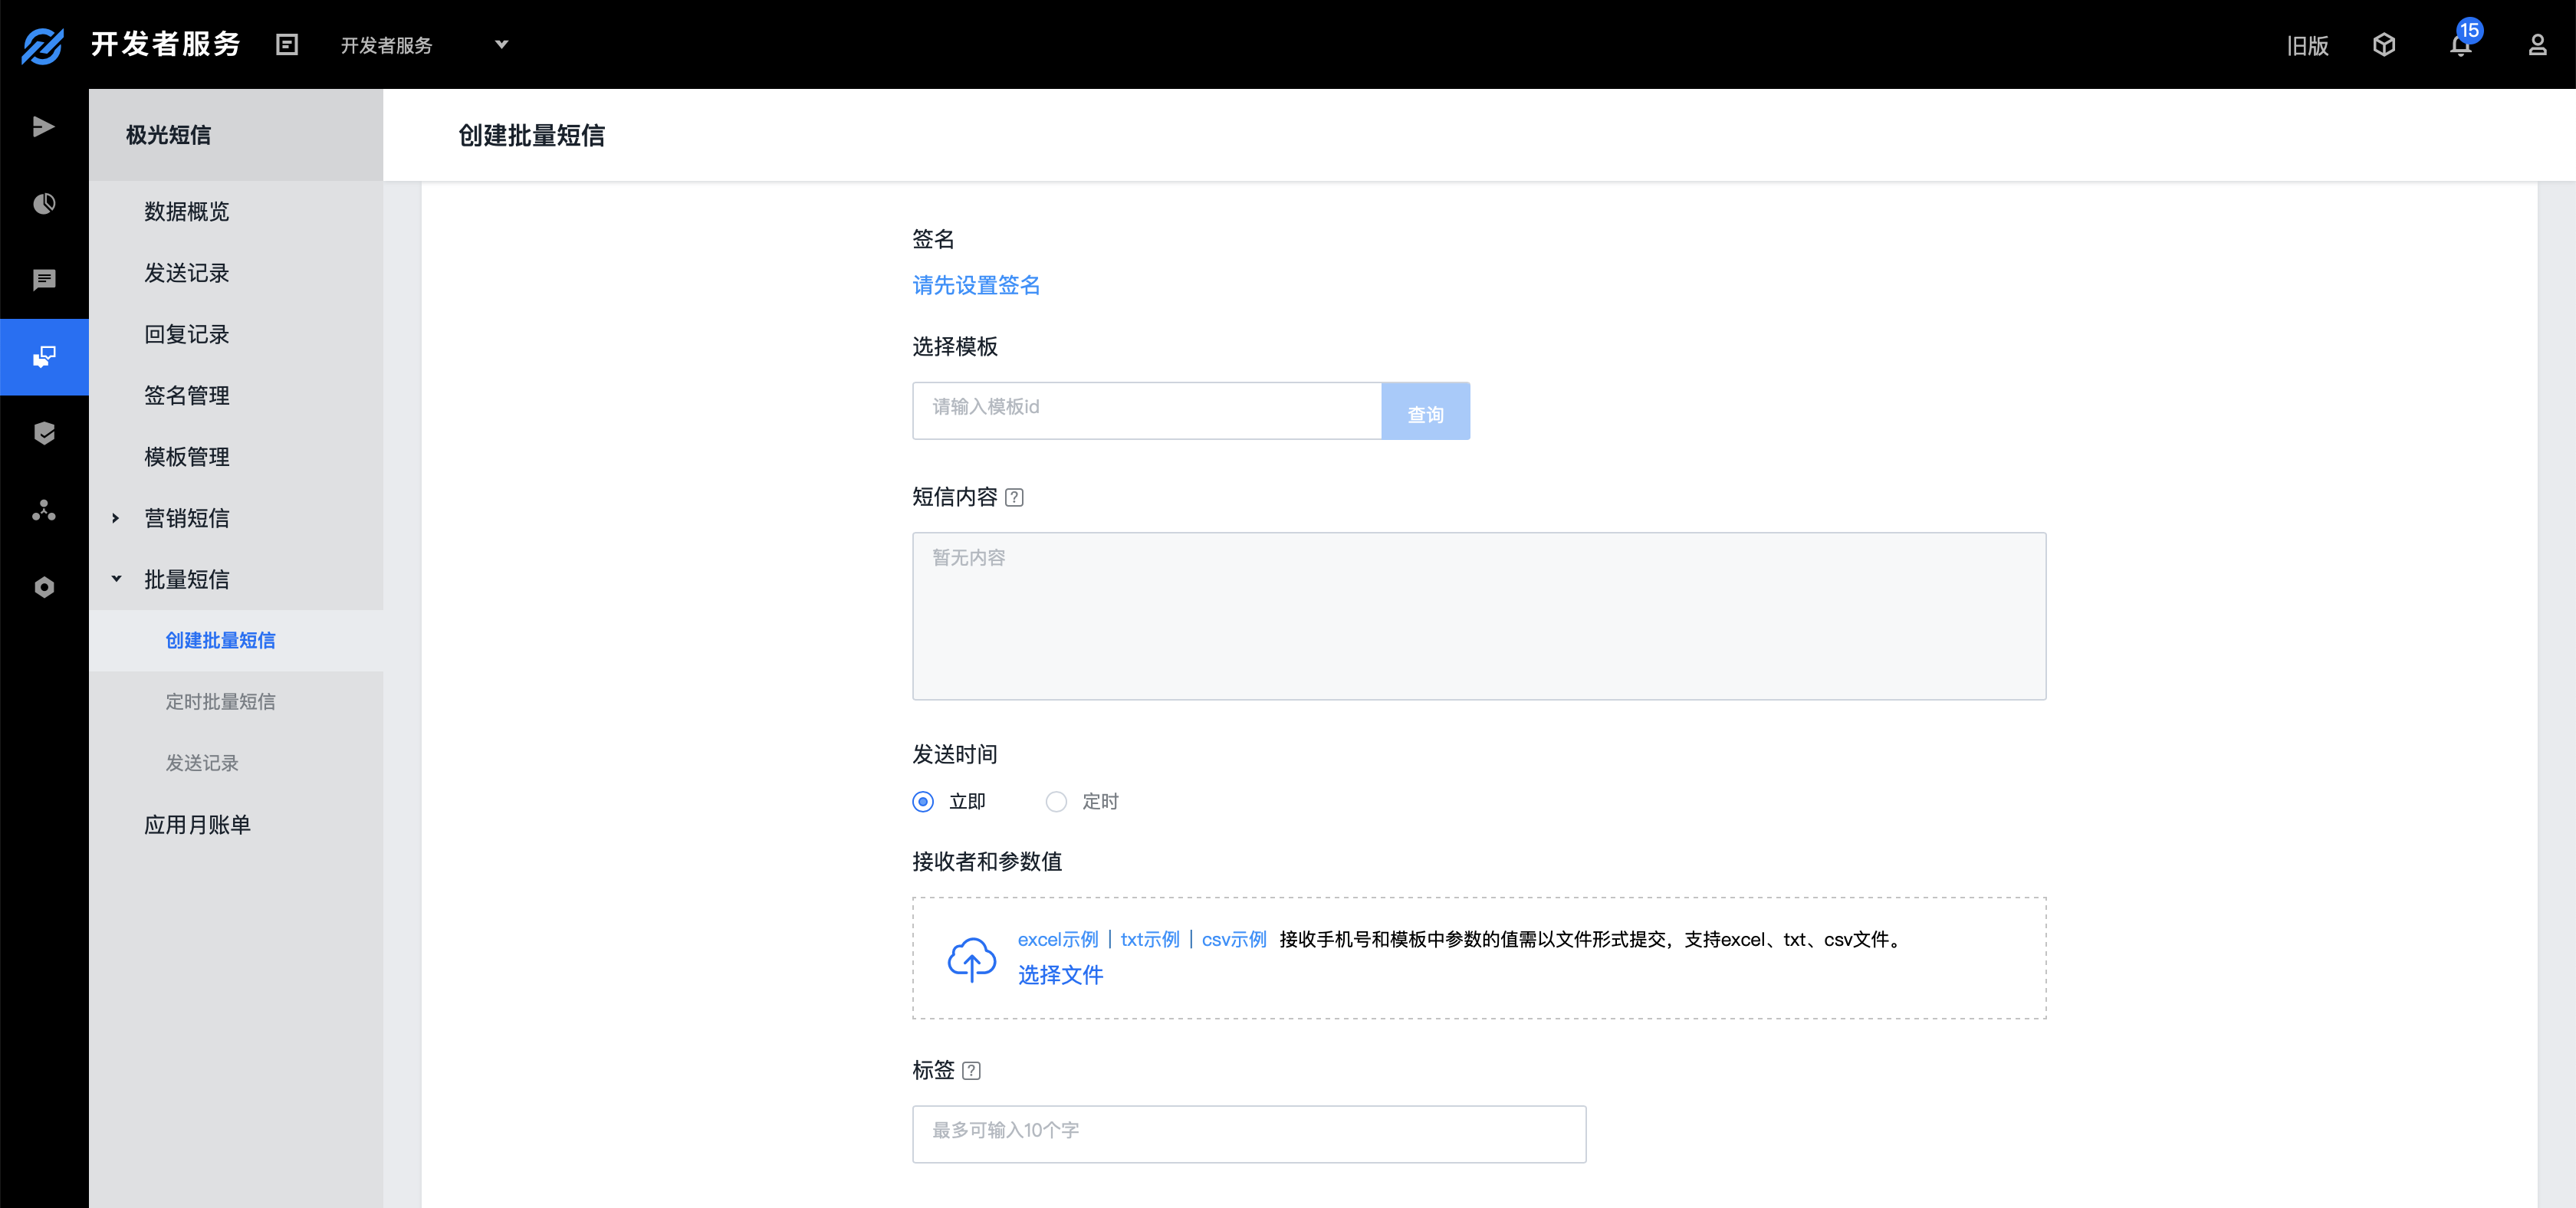 开发者服务
开发者服务
旧版
15
极光短信
数据概览
发送记录
回复记录
签名管理
模板管理
营销短信
批量短信
创建批量短信
定时批量短信
发送记录
应用月账单
创建批量短信
签名
请先设置签名
选择模板
请输入模板id
查询
短信内容 ?
暂无内容
发送时间
立即 定时
接收者和参数值
excel示例 | txt示例 | csv示例 接收手机号和模板中参数的值需以文件形式提交，支持excel、txt、csv文件。
选择文件
标签 ?
最多可输入10个字